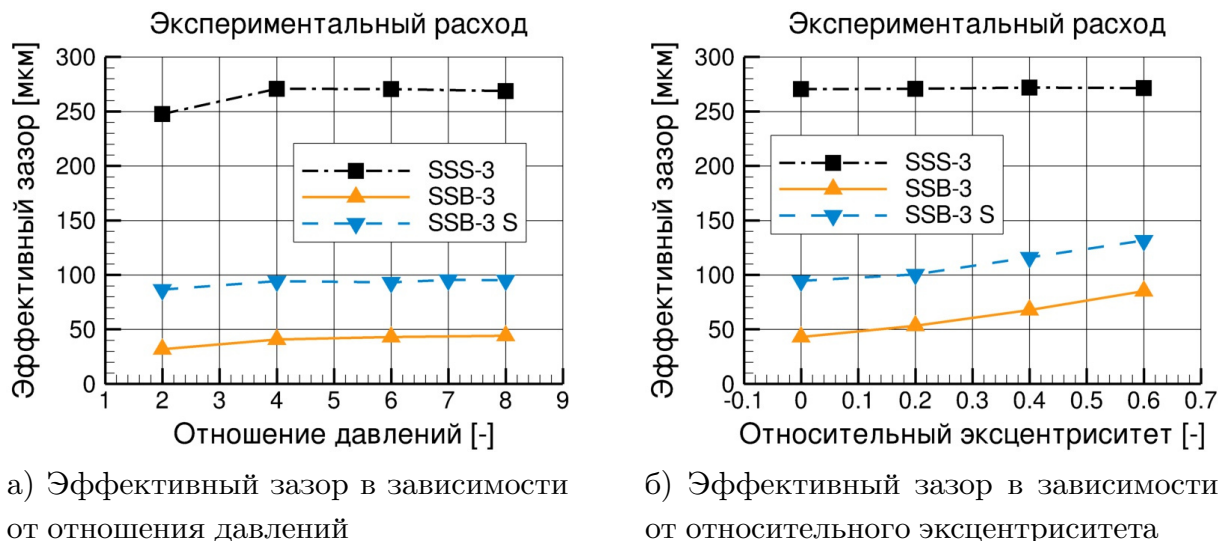 Экспериментальный расход
Эффективный зазор [мкм]
300
250
200
150
100
50
0
SSS-3
SSB-3
SSB-3 S
1 2 3 4 5 6 7 8 9
Отношение давлений [-]
а) Эффективный зазор в зависимости
от отношения давлений
Экспериментальный расход
Эффективный зазор [мкм]
300
250
200
150
100
50
0
SSS-3
SSB-3
SSB-3 S
-0.1 0 0.1 0.2 0.3 0.4 0.5 0.6 0.7
Относительный эксцентриситет [-]
б) Эффективный зазор в зависимости
от относительного эксцентриситета